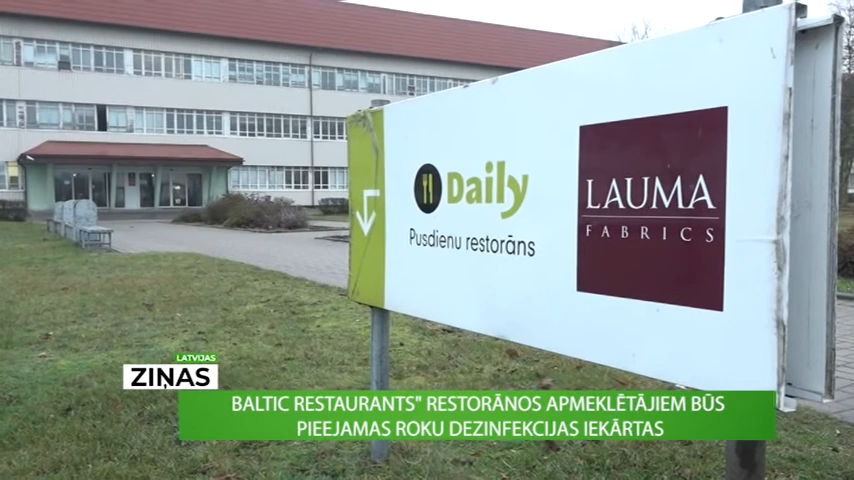 Daily
Pusdienu restorāns
LAUMA
FABRICS
LATVIJAS
ZIŅAS
BALTIC RESTAURANTS" RESTORĀNOS APMEKLĒTĀJIEM BŪS
PIEEJAMAS ROKU DEZINFEKCIJAS IEKĀRTAS